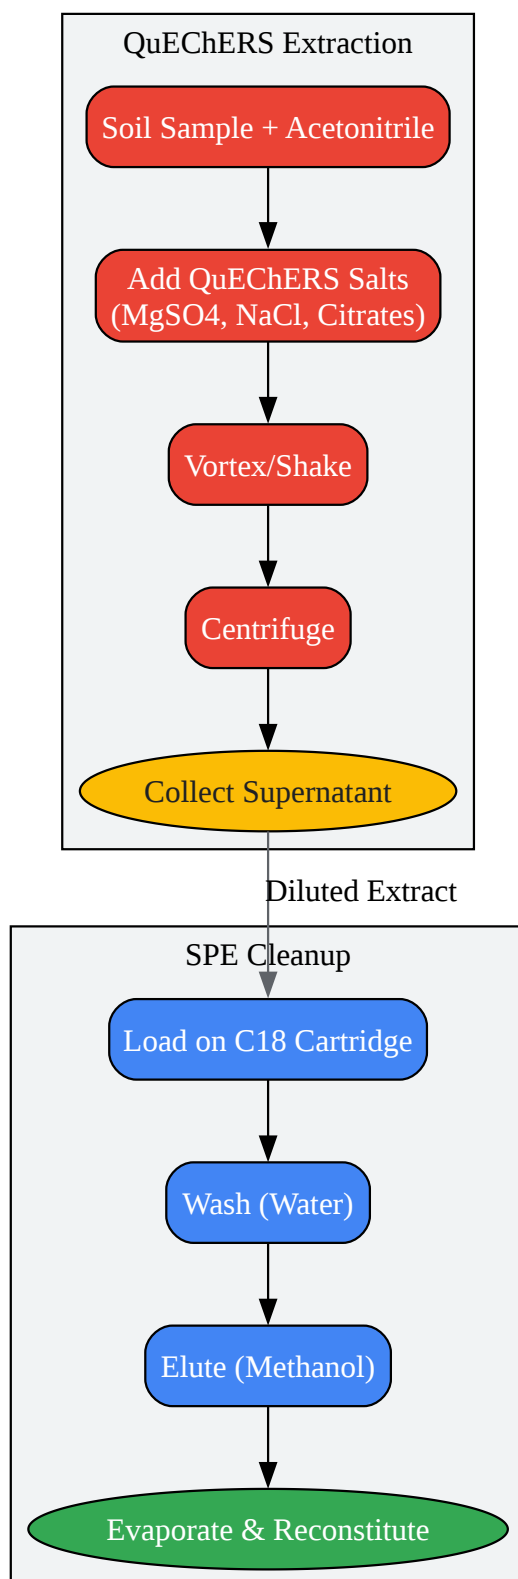 QuEChERS Extraction
Soil Sample + Acetonitrile
Add QuEChERS Salts
(MgSO4, NaCl, Citrates)
Vortex/Shake
Centrifuge
Collect Supernatant
Diluted Extract
SPE Cleanup
Load on C18 Cartridge
Wash (Water)
Elute (Methanol)
Evaporate & Reconstitute